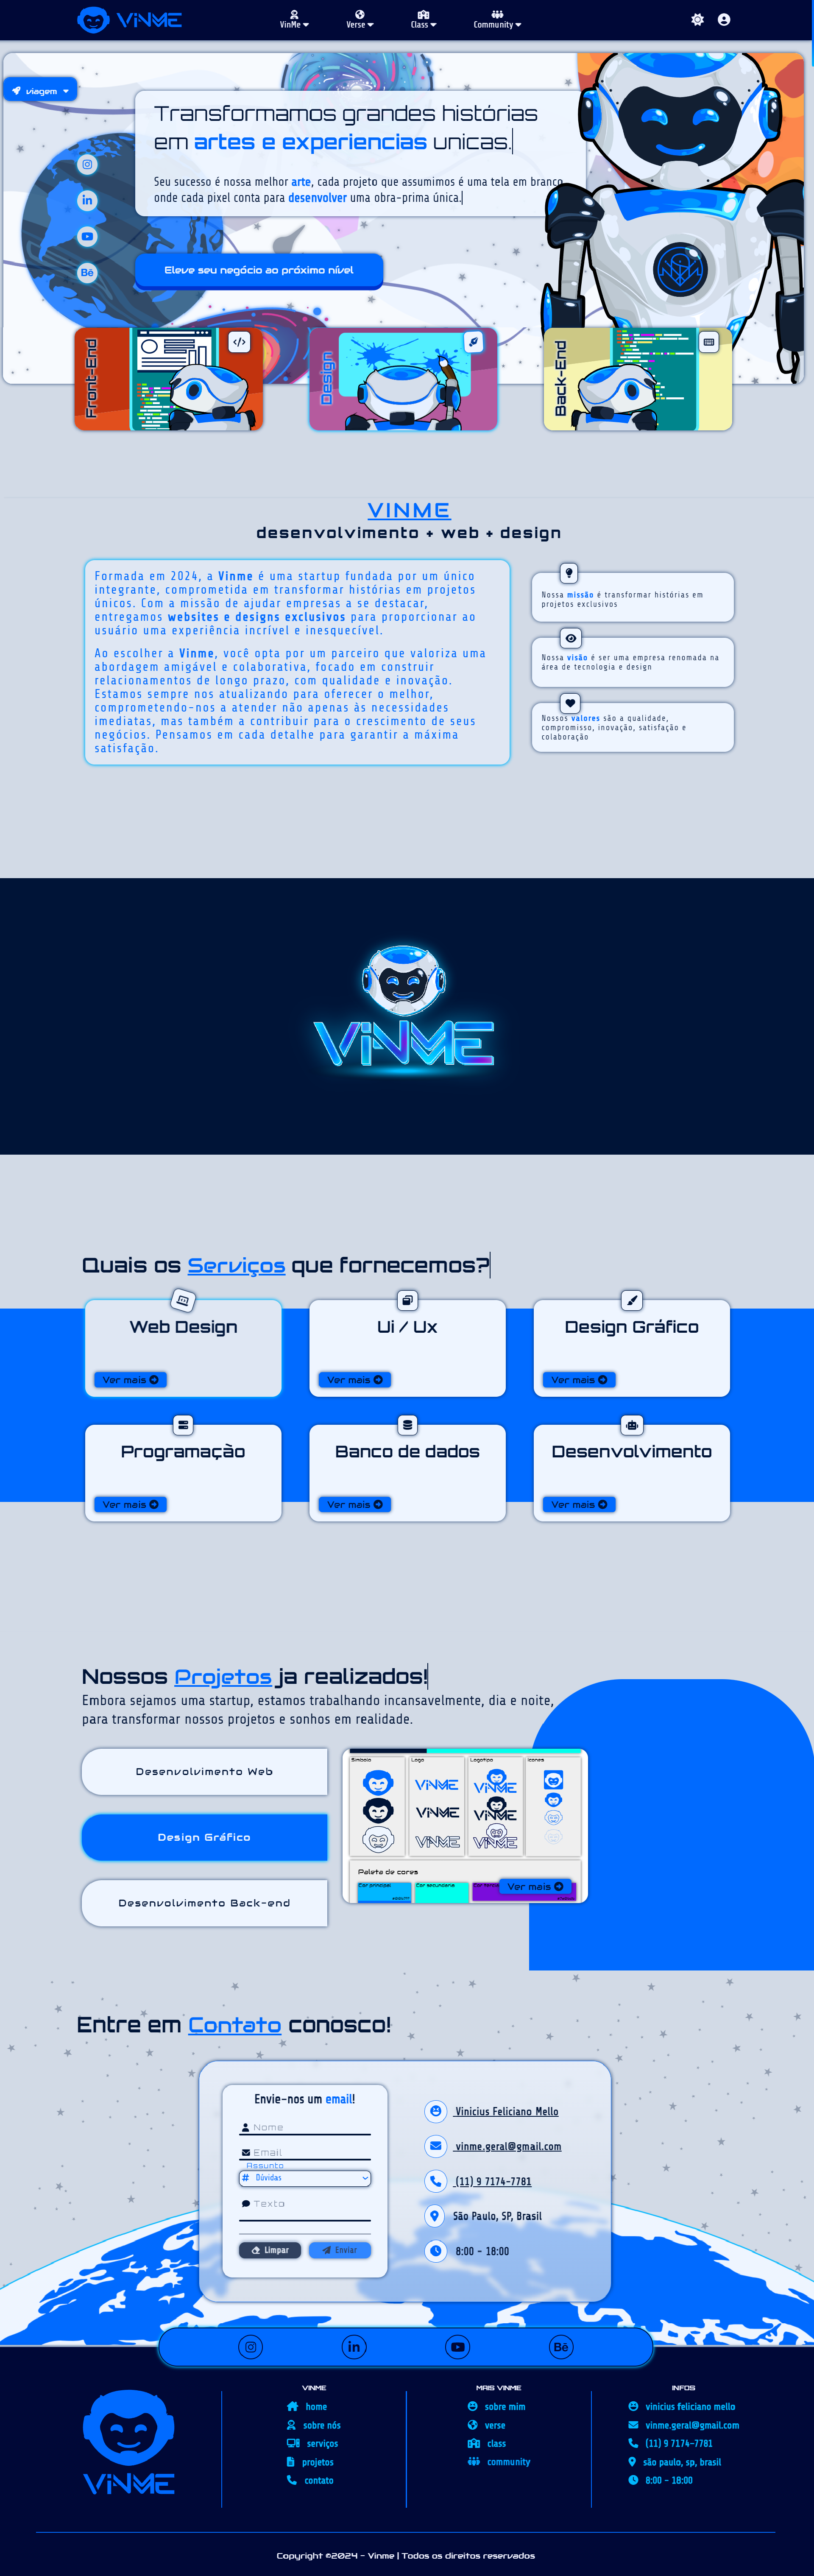 VINME
VinMe
Verse
Class
Community
viagem
Transformamos grandes histórias
em artes e experiencias unicas.
Seu sucesso é nossa melhor arte, cada projeto que assumimos é uma tela em branco
onde cada pixel conta para desenvolver uma obra-prima única.
Eleve seu negócio ao próximo nível
Front-End
Design
Back-End
VINME
desenvolvimento + web + design
Formada em 2024, a Vinme é uma startup fundada por um único
integrante, comprometida em transformar histórias em projetos
únicos. Com a missão de ajudar empresas a se destacar,
entregamos websites e designs exclusivos para proporcionar ao
usuário uma experiência incrível e inesquecível.
Ao escolher a Vinme, você opta por um parceiro que valoriza uma
abordagem amigável e colaborativa, focado em construir
relacionamentos de longo prazo, com qualidade e inovação.
Estamos sempre nos atualizando para oferecer o melhor,
comprometendo-nos a atender não apenas às necessidades
imediatas, mas também a contribuir para o crescimento de seus
negócios. Pensamos em cada detalhe para garantir a máxima
satisfação.
Nossa missão é transformar histórias em
projetos exclusivos
Nossa visão é ser uma empresa renomada na
área de tecnologia e design
Nossos valores são a qualidade,
compromisso, inovação, satisfação e
colaboração
VINME
Quais os Serviços que fornecemos?
Web Design
Ver mais
Ui / Ux
Ver mais
Design Gráfico
Ver mais
Programação
Ver mais
Banco de dados
Ver mais
Desenvolvimento
Ver mais
Nossos Projetos ja realizados!
Embora sejamos uma startup, estamos trabalhando incansavelmente, dia e noite,
para transformar nossos projetos e sonhos em realidade.
Desenvolvimento Web
Design Gráfico
Desenvolvimento Back-end
Símbolo
Logo
Logotipo
Icones
VINME
VINME
VINME
VINME
VINME
VINME
Paleta de cores
Cor principal
Cor secundaria
Ver mais
Entre em Contato conosco!
Envie-nos um email!
Nome
Email
Assunto
Dúvidas
Texto
Limpar
Enviar
Vinicius Feliciano Mello
vinme.geral@gmail.com
(11) 9 7174-7781
São Paulo, SP, Brasil
8:00 - 18:00
VINME
VINME
home
sobre nós
serviços
projetos
contato
MAIS VINME
sobre mim
verse
class
community
INFOS
vinicius feliciano mello
vinme.geral@gmail.com
(11) 9 7174-7781
são paulo, sp, brasil
8:00 - 18:00
Copyright ©2024 - Vinme | Todos os direitos reservados